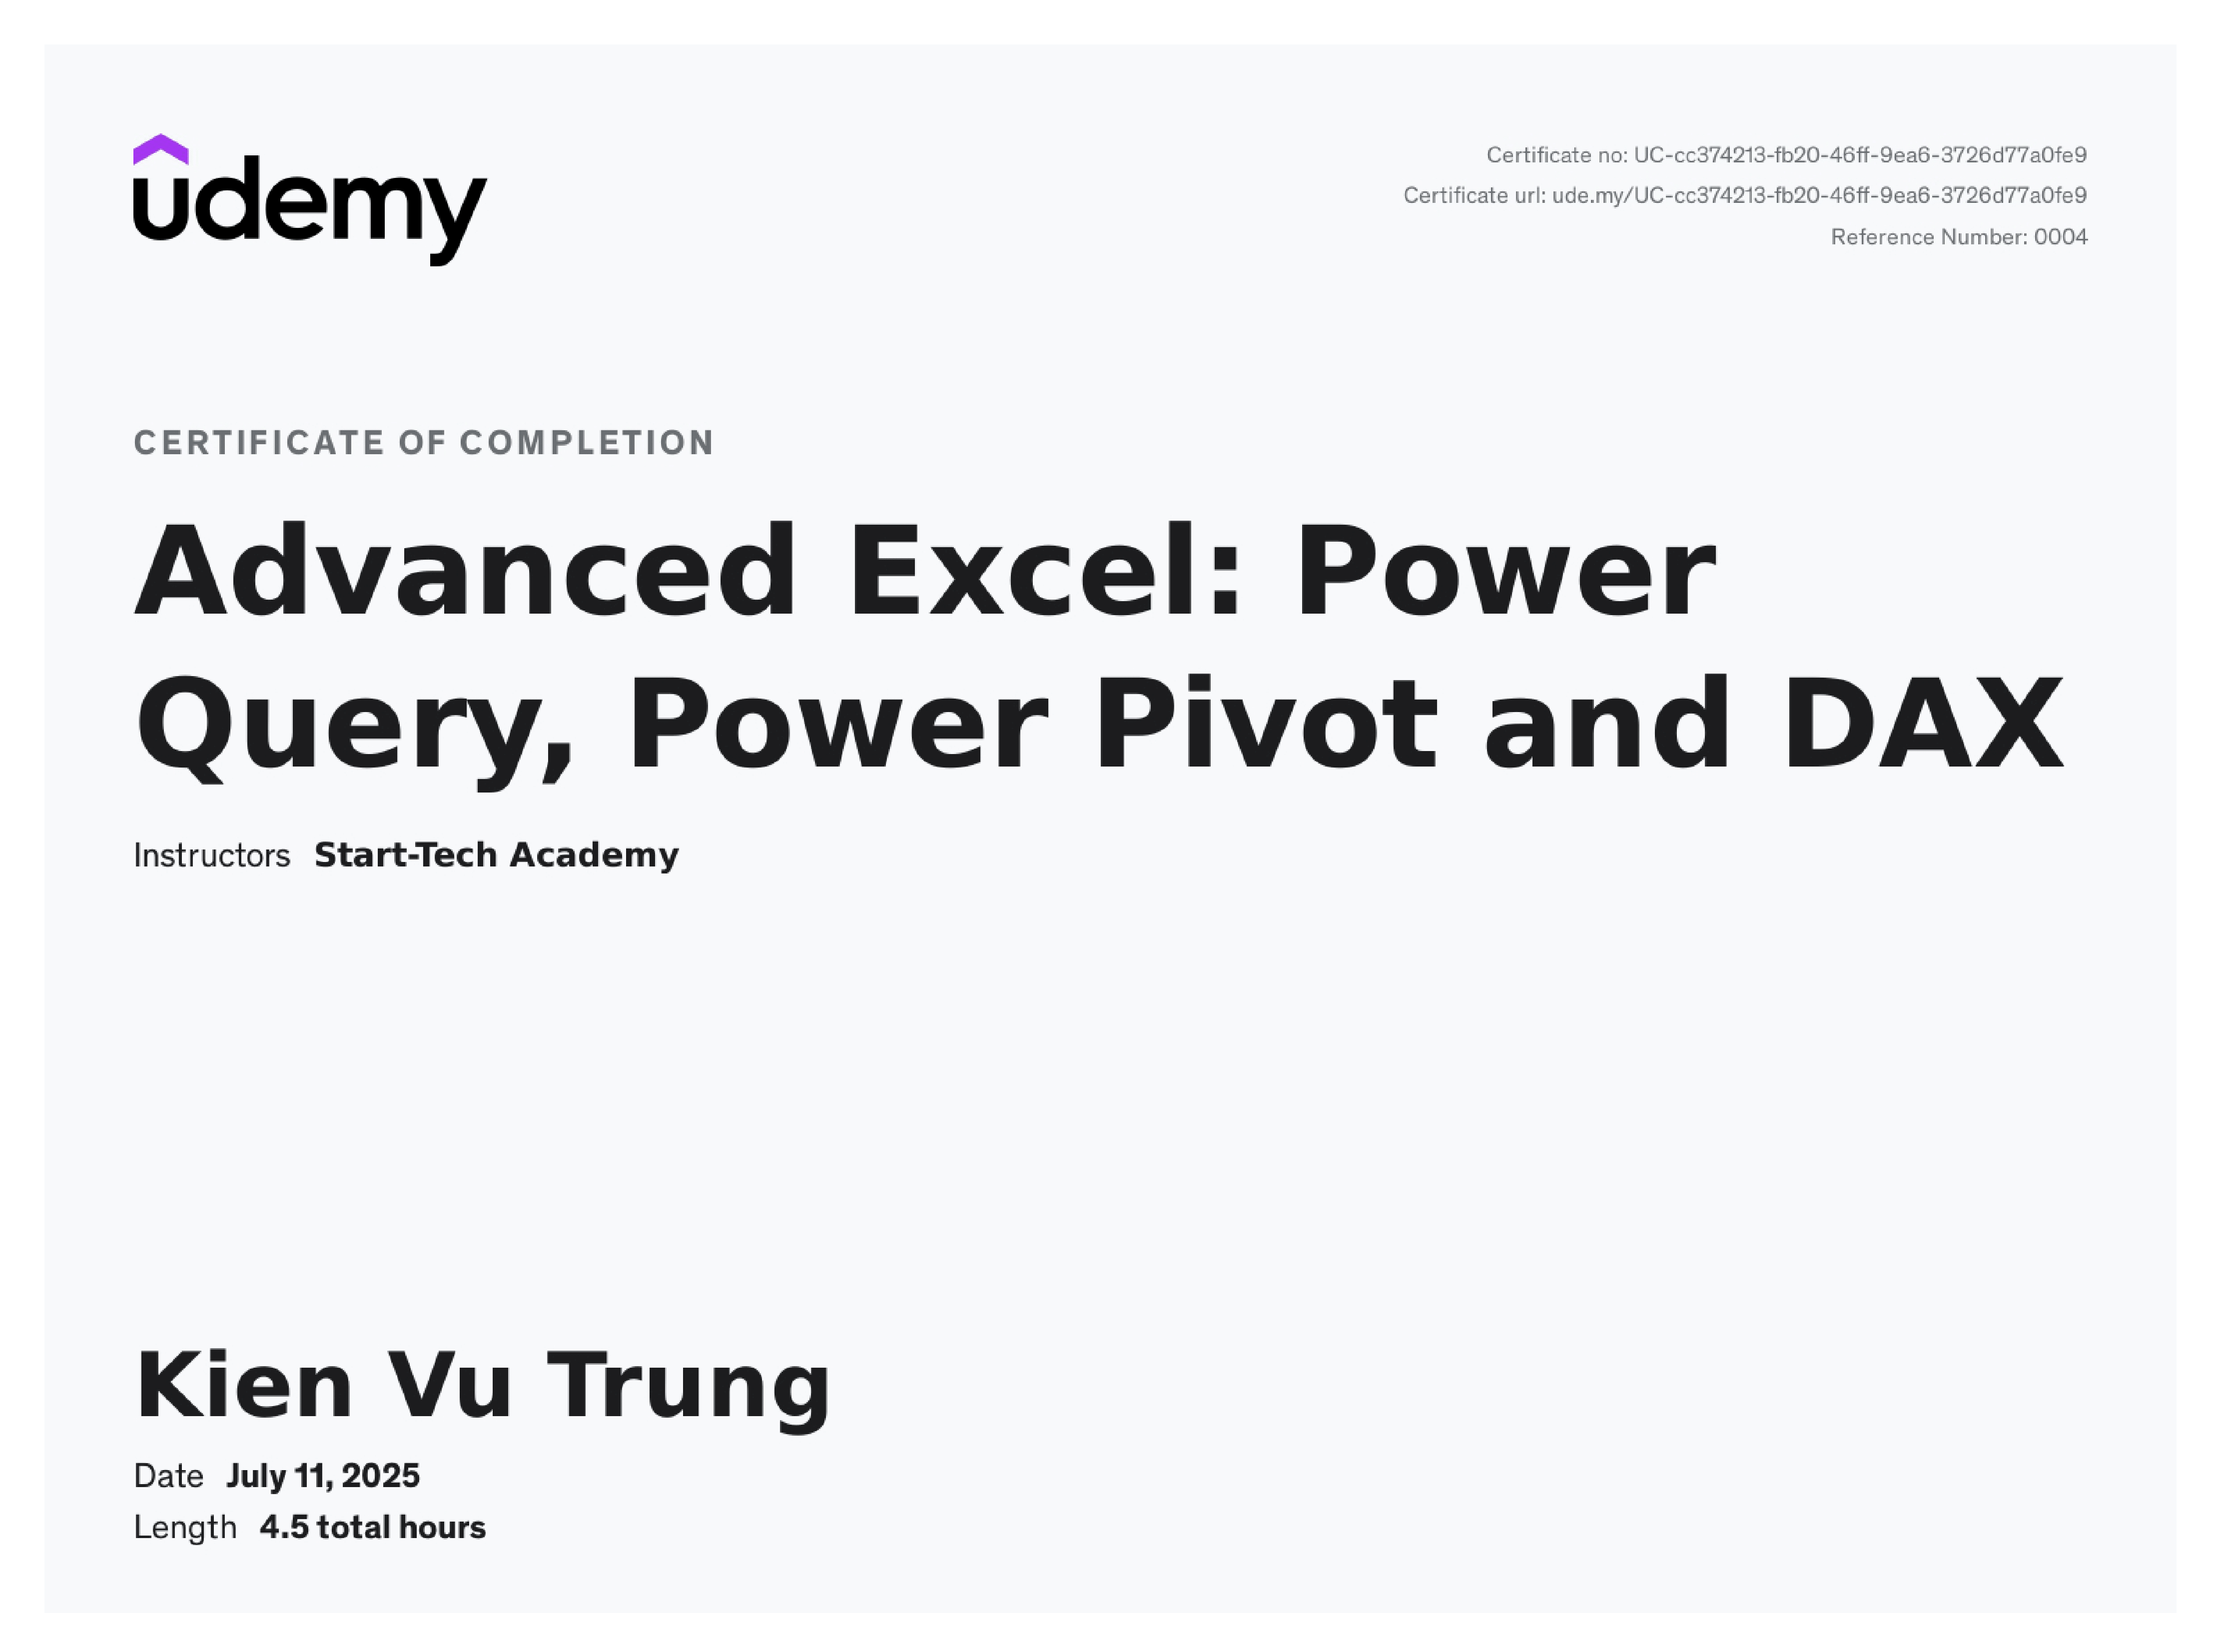 udemy
Certificate no: UC-cc374213-fb20-46ff-9ea6-3726d77a0fe9
Certificate url: ude.my/UC-cc374213-fb20-46ff-9ea6-3726d77a0fe9
Reference Number: 0004
CERTIFICATE OF COMPLETION
Advanced Excel: Power
Query, Power Pivot and DAX
Instructors Start-Tech Academy
Kien Vu Trung
Date July 11, 2025
Length 4.5 total hours